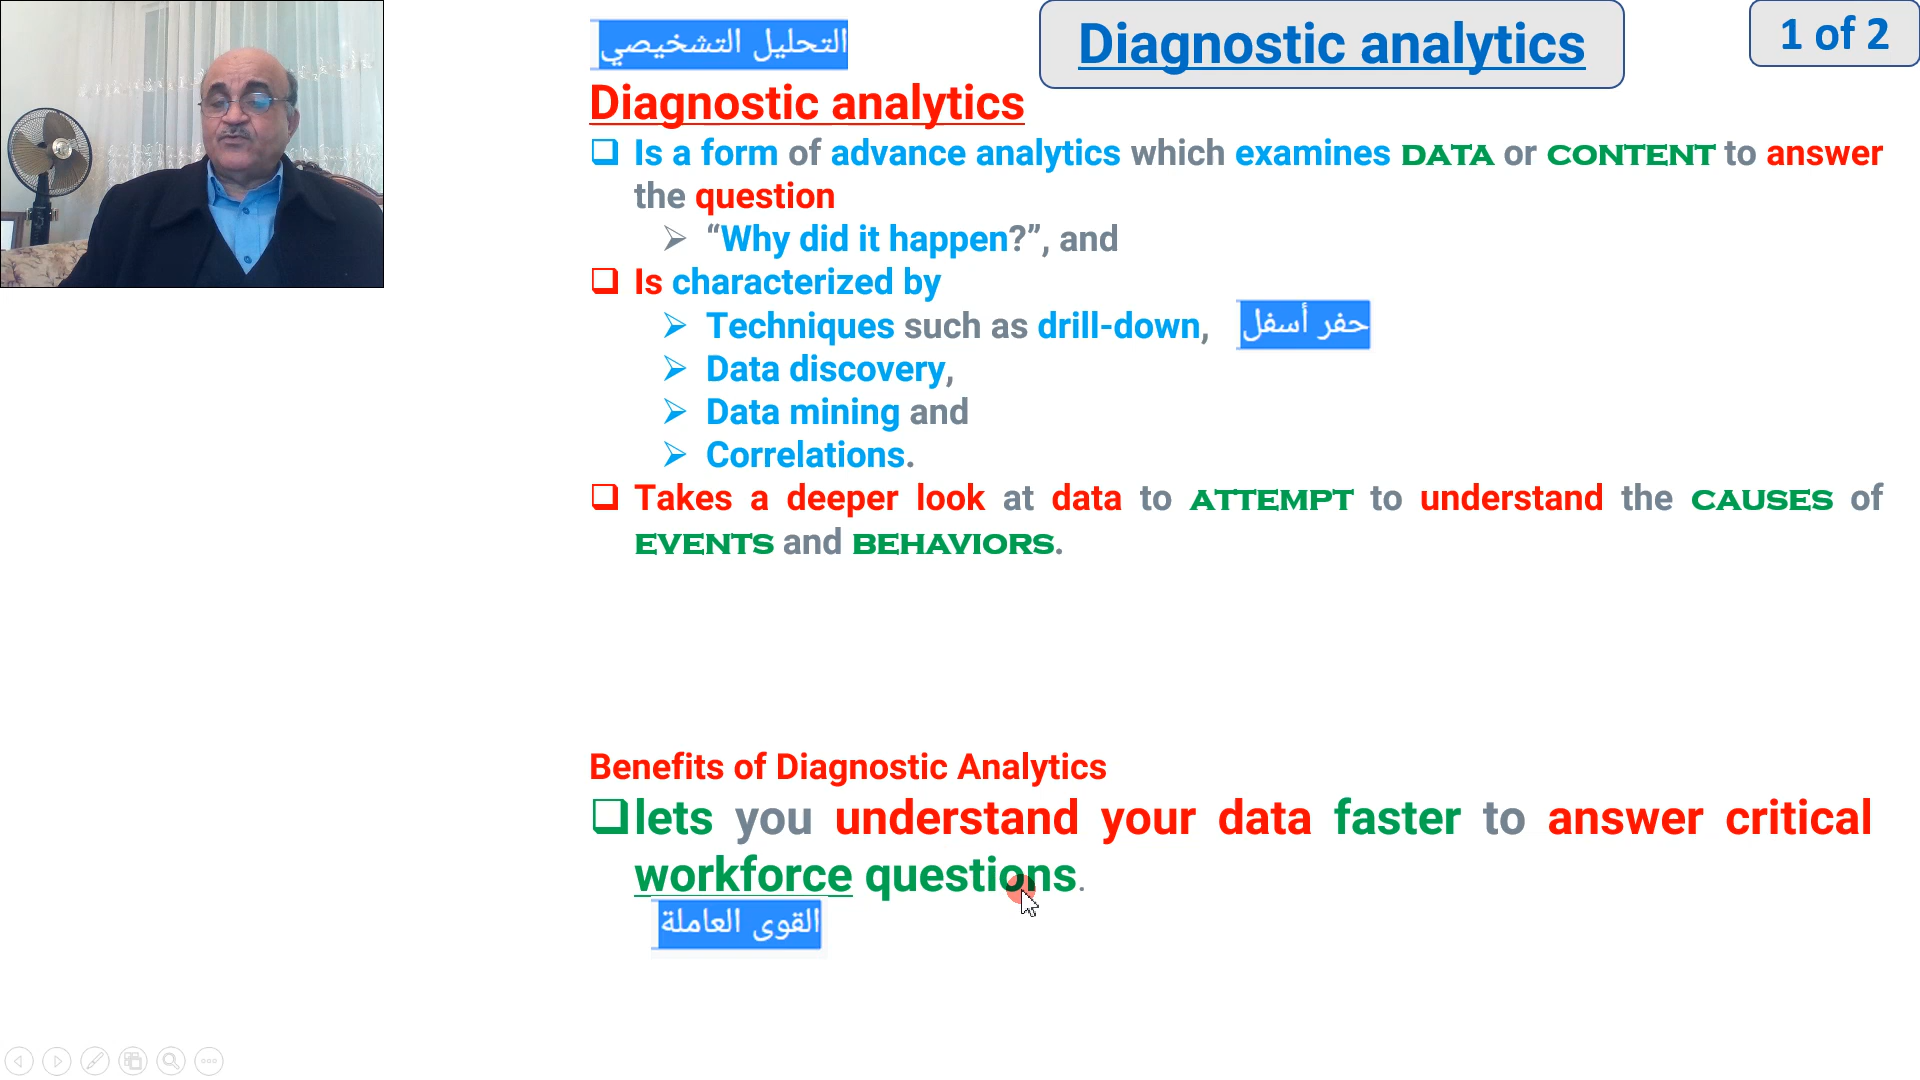 التحليل التشخيصي
Diagnostic analytics
1 of 2
Diagnostic analytics
Is a form of advance analytics which examines DATA or CONTENT to answer
the question
“Why did it happen?”, and
Is characterized by
Techniques such as drill-down,
حفر أسفل
Data discovery,
Data mining and
Correlations.
Takes a deeper look at data to ATTEMPT to understand the CAUSES of
EVENTS and BEHAVIORS.
Benefits of Diagnostic Analytics
lets you understand your data faster to answer critical
workforce questions.
القوى العاملة